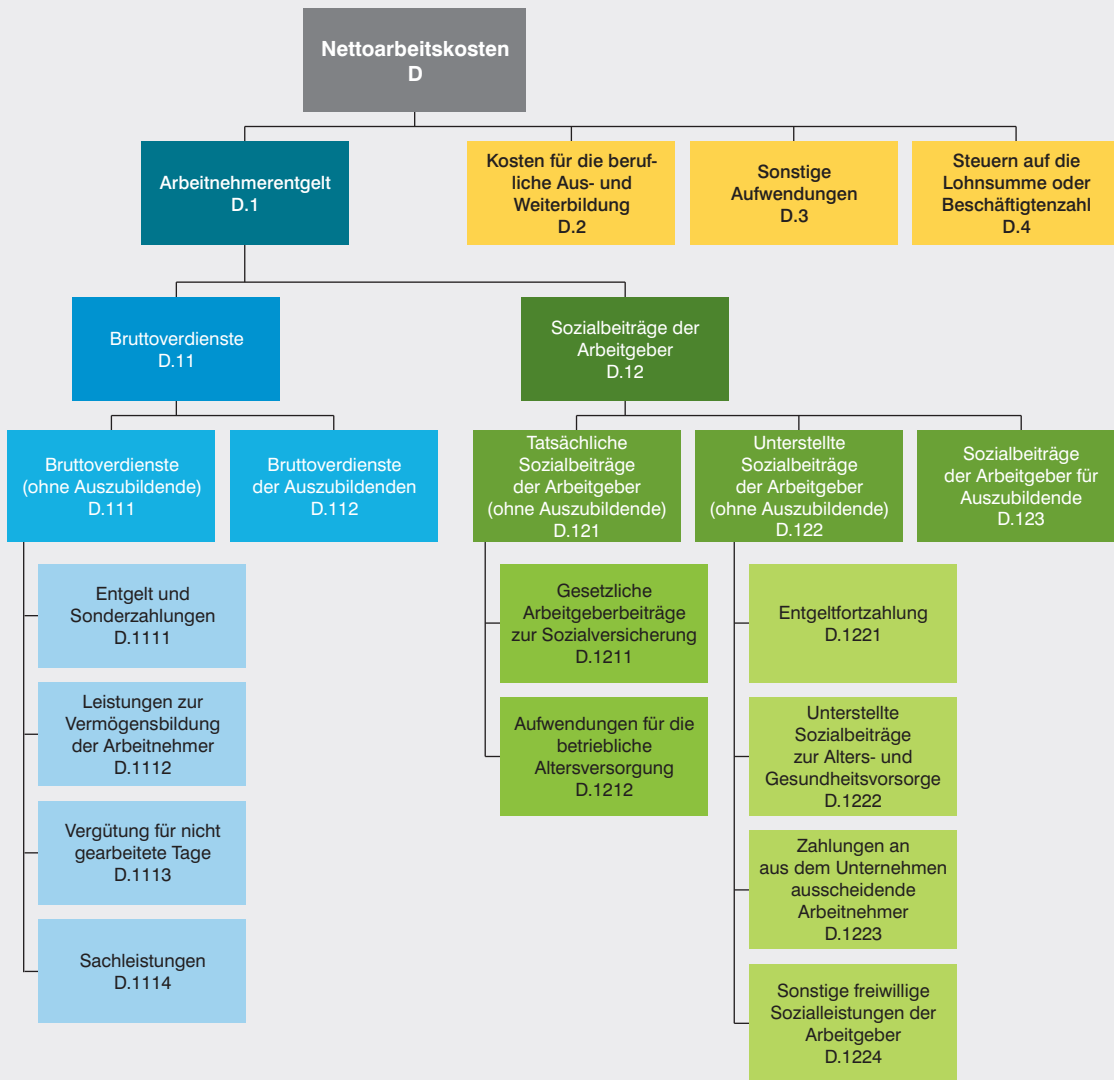 Nettoarbeitskosten
D
Arbeitnehmerentgelt
D.1
Kosten für die beruf-
liche Aus- und
Weiterbildung
D.2
Sonstige
Aufwendungen
D.3
Steuern auf die
Lohnsumme oder
Beschäftigtenzahl
D.4
Bruttoverdienste
D.11
Sozialbeiträge der
Arbeitgeber
D.12
Bruttoverdienste
(ohne Auszubildende)
D.111
Bruttoverdienste
der Auszubildenden
D.112
Tatsächliche
Sozialbeiträge
der Arbeitgeber
(ohne Auszubildende)
D.121
Unterstellte
Sozialbeiträge
der Arbeitgeber
(ohne Auszubildende)
D.122
Sozialbeiträge
der Arbeitgeber für
Auszubildende
D.123
Entgelt und
Sonderzahlungen
D.1111
Leistungen zur
Vermögensbildung
der Arbeitnehmer
D.1112
Vergütung für nicht
gearbeitete Tage
D.1113
Sachleistungen
D.1114
Gesetzliche
Arbeitgeberbeiträge
zur Sozialversicherung
D.1211
Aufwendungen für die
betriebliche
Altersversorgung
D.1212
Entgeltfortzahlung
D.1221
Unterstellte
Sozialbeiträge
zur Alters- und
Gesundheitsvorsorge
D.1222
Zahlungen an
aus dem Unternehmen
ausscheidende
Arbeitnehmer
D.1223
Sonstige freiwillige
Sozialleistungen der
Arbeitgeber
D.1224